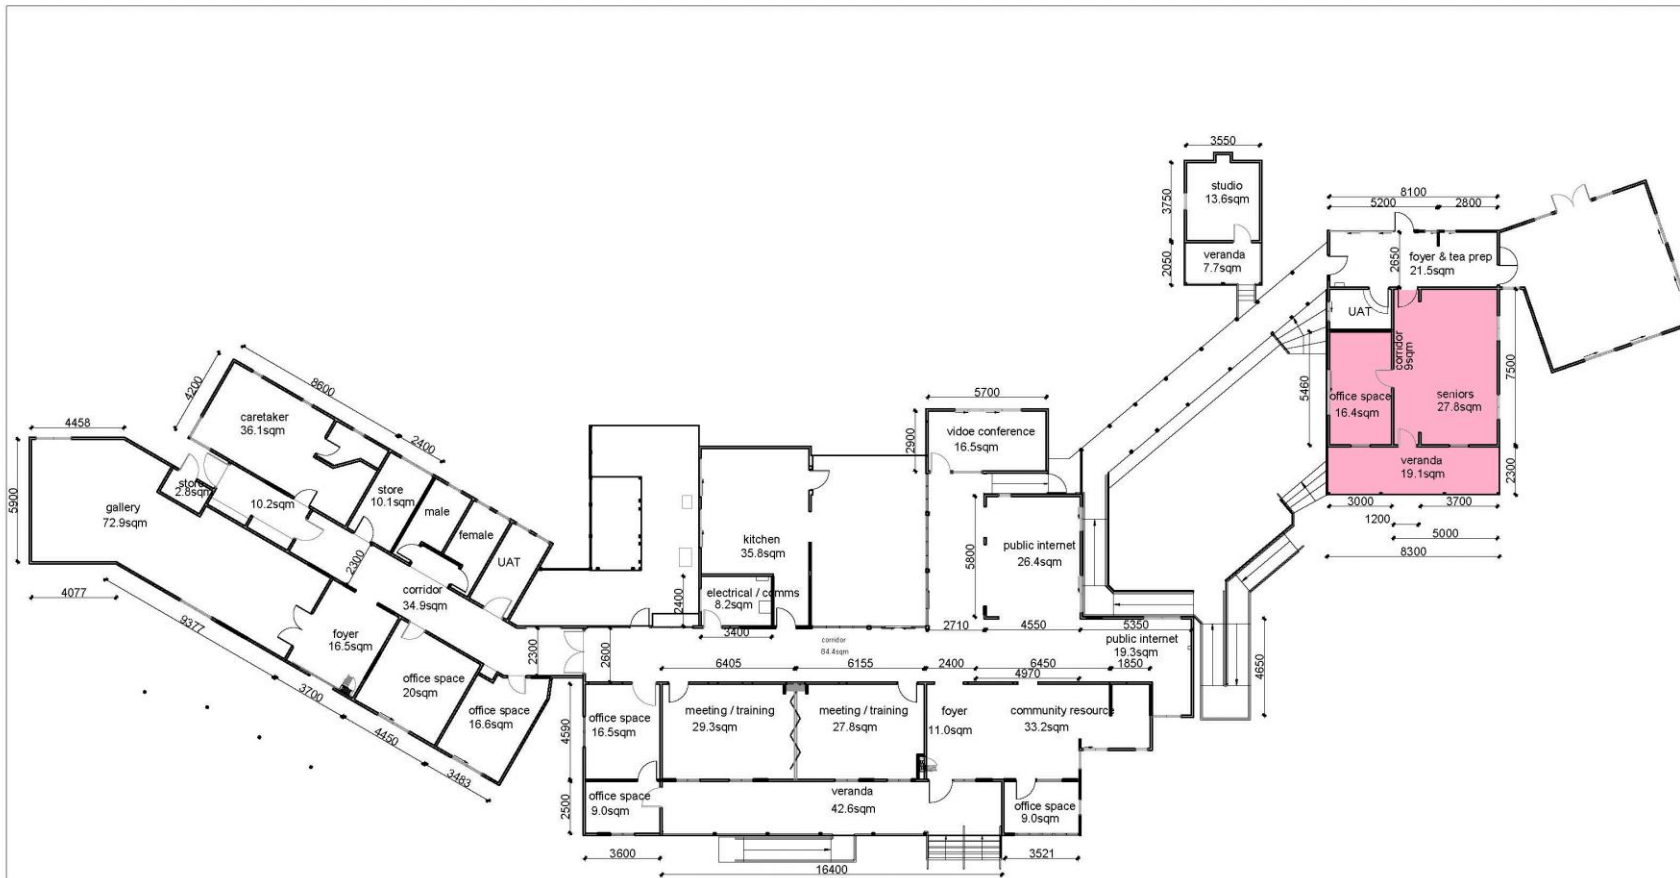 3550
studio
13.6sqm
3750
veranda
7.7sqm
2050
8100
5200
2800
2650
foyer & tea prep
21.5sqm
UAT
corridor
9sqm
5460
7500
office space
16.4sqm
seniors
27.8sqm
veranda
19.1sqm
2300
3000
3700
1200
5000
8300
4650
5700
2900
vidoe conference
16.5sqm
public internet
26.4sqm
5800
2710
4550
5350
public internet
19.3sqm
kitchen
35.8sqm
electrical / comms
8.2sqm
2400
3400
corridor
84.4sqm
2300
2600
6405
6155
2400
6450
4970
1850
4200
8600
2400
caretaker
36.1sqm
4458
5900
gallery
72.9sqm
store
2.8sqm
10.2sqm
store
10.1sqm
male
female
UAT
2300
corridor
34.9sqm
4077
9377
foyer
16.5sqm
office space
20sqm
office space
16.6sqm
3700
4450
3483
4590
office space
16.5sqm
meeting / training
29.3sqm
meeting / training
27.8sqm
foyer
11.0sqm
community resource
33.2sqm
2500
office space
9.0sqm
veranda
42.6sqm
office space
9.0sqm
3600
3521
16400